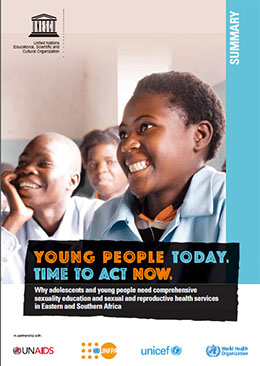 United Nations
Educational, Scientific and
Cultural Organization
SUMMARY
YOUNG PEOPLE TODAY.
TIME TO ACT NOW.
Why adolescents and young people need comprehensive
sexuality education and sexual and reproductive health services
in Eastern and Southern Africa
In partnership with:
UNAIDS
UNFPA
unicef
World Health
Organization